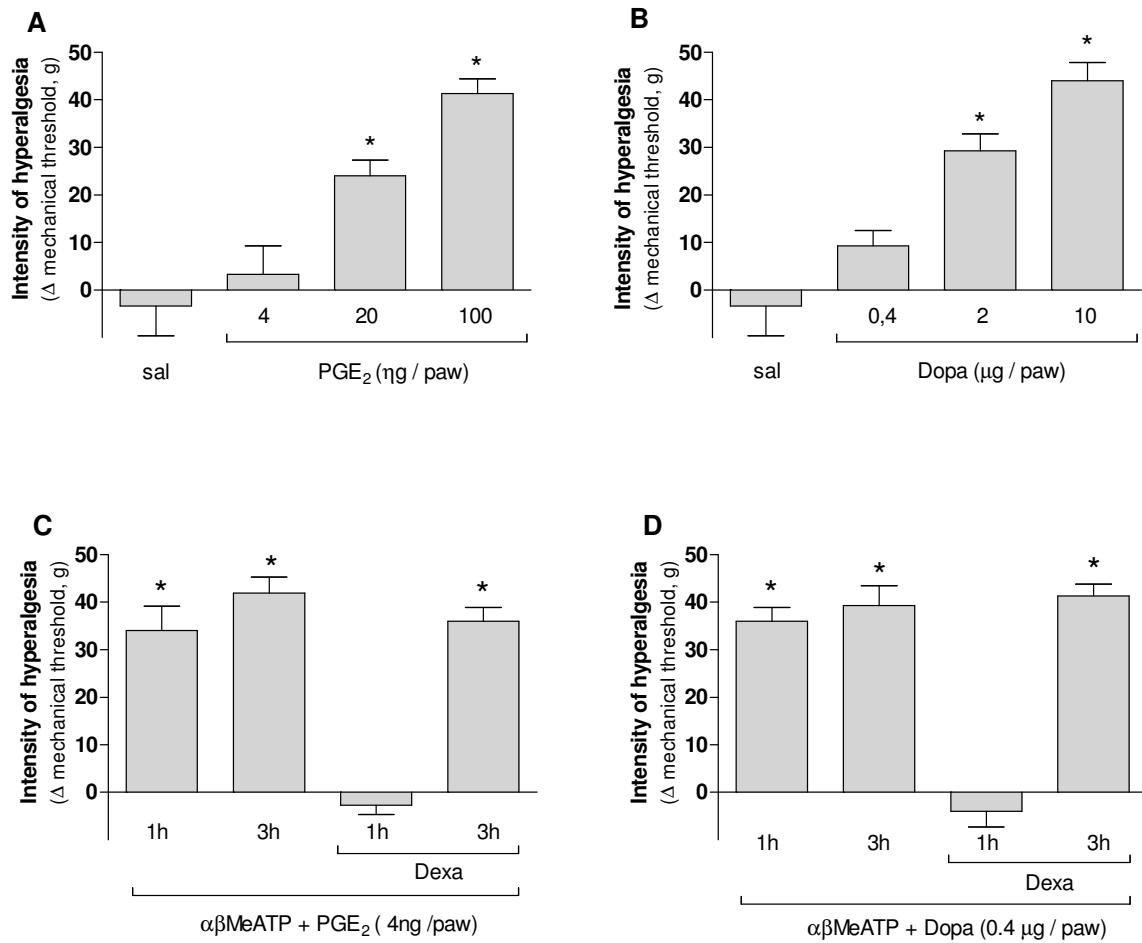 A
Intensity of hyperalgesia
(Δ mechanical threshold, g)
50
40
30
20
10
0
*
*
4
20
100
sal
PGE₂ (ηg / paw)
B
Intensity of hyperalgesia
(Δ mechanical threshold, g)
50
40
30
20
10
0
*
*
0,4
2
10
sal
Dopa (µg / paw)
C
Intensity of hyperalgesia
(Δ mechanical threshold, g)
50
40
30
20
10
0
*
*
*
1h
3h
1h
3h
Dexa
αβMeATP + PGE₂ ( 4ng /paw)
D
Intensity of hyperalgesia
(Δ mechanical threshold, g)
50
40
30
20
10
0
*
*
*
1h
3h
1h
3h
Dexa
αβMeATP + Dopa (0.4 µg / paw)